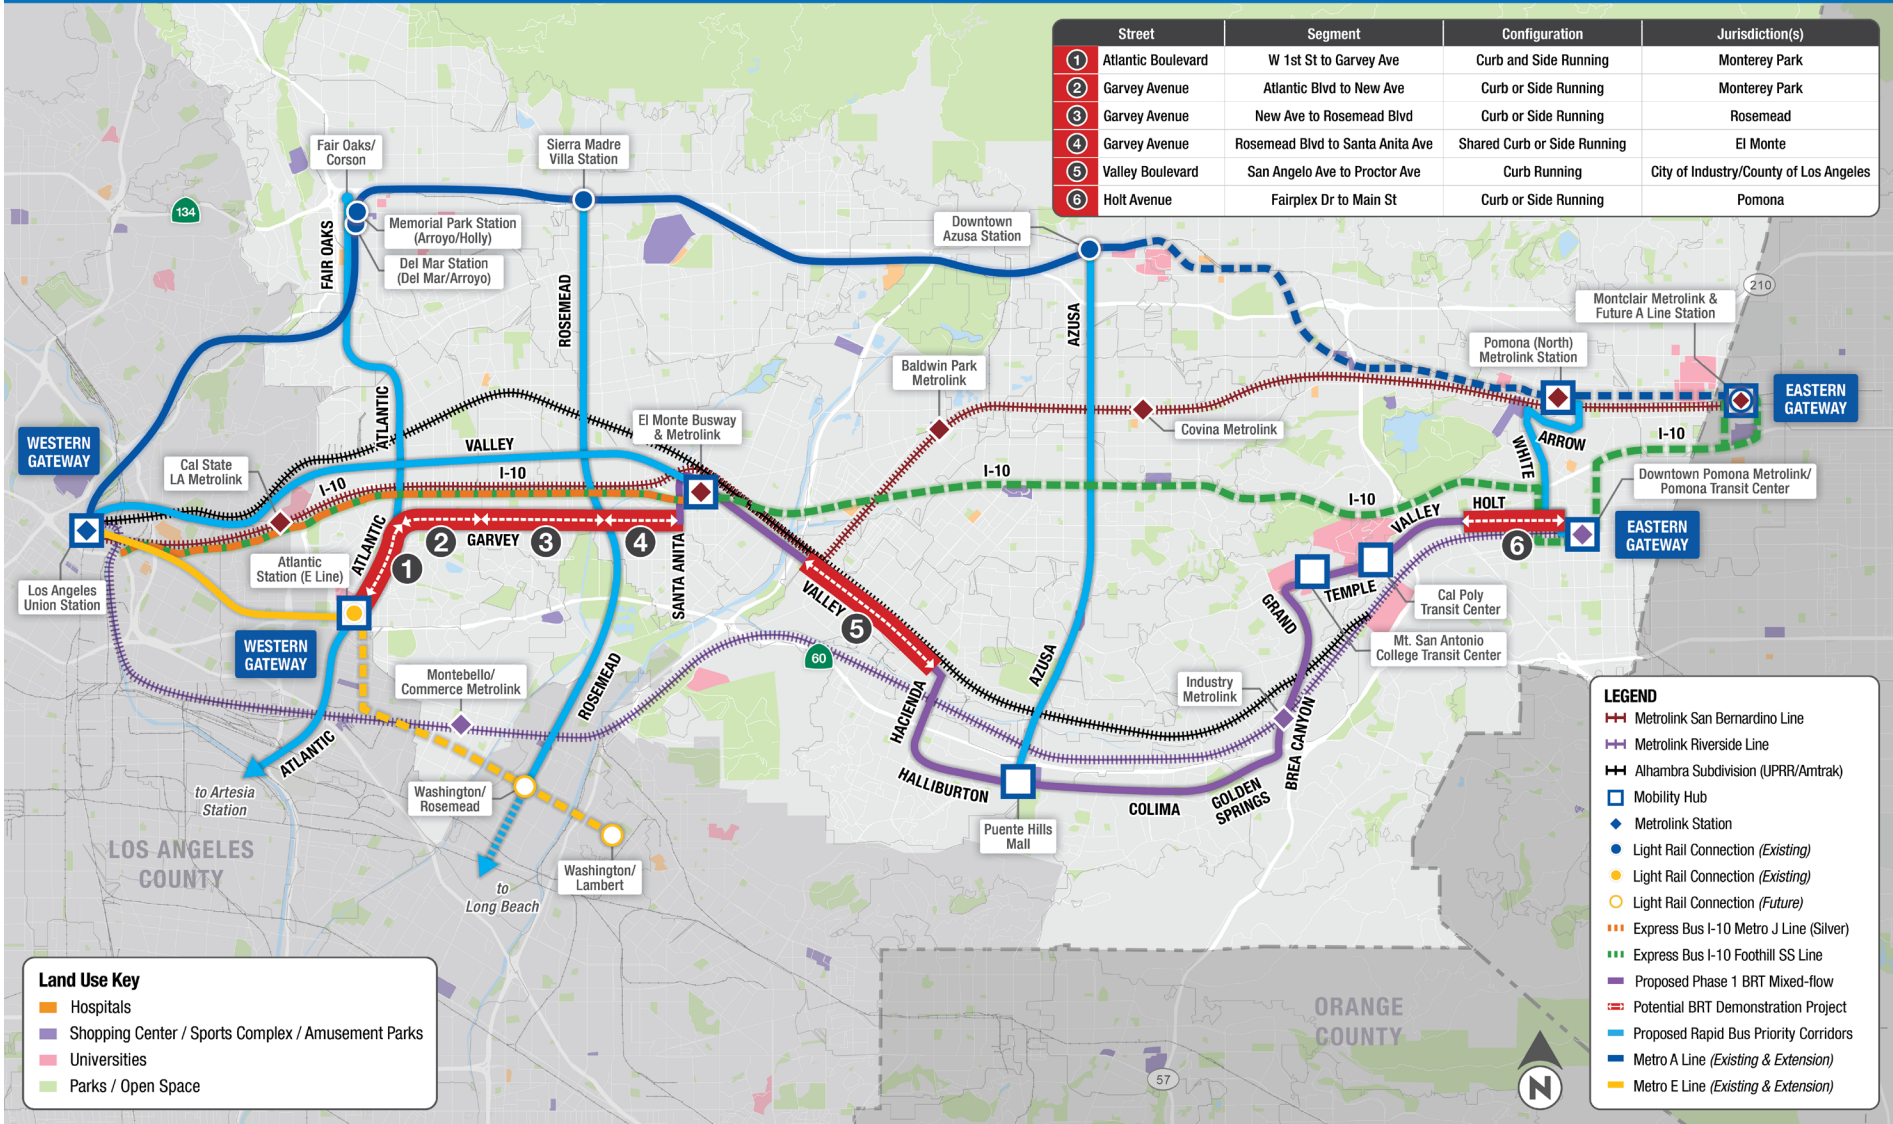 Street Segment Configuration Jurisdiction(s)
1 Atlantic Boulevard W 1st St to Garvey Ave Curb and Side Running Monterey Park
2 Garvey Avenue Atlantic Blvd to New Ave Curb or Side Running Monterey Park
3 Garvey Avenue New Ave to Rosemead Blvd Curb or Side Running Rosemead
4 Garvey Avenue Rosemead Blvd to Santa Anita Ave Shared Curb or Side Running El Monte
5 Valley Boulevard San Angelo Ave to Proctor Ave Curb Running City of Industry/County of Los Angeles
6 Holt Avenue Fairplex Dr to Main St Curb or Side Running Pomona
Fair Oaks/
Corson
Sierra Madre
Villa Station
134
Memorial Park Station
(Arroyo/Holly)
Del Mar Station
(Del Mar/Arroyo)
FAIR OAKS
ROSEMEAD
Downtown
Azusa Station
AZUSA
210
Montclair Metrolink &
Future A Line Station
Pomona (North)
Metrolink Station
EASTERN
GATEWAY
Baldwin Park
Metrolink
Covina Metrolink
ATLANTIC
El Monte Busway
& Metrolink
VALLEY
WESTERN
GATEWAY
Cal State
LA Metrolink
I-10
I-10
I-10
I-10
I-10
ARROW
WHITE
Downtown Pomona Metrolink/
Pomona Transit Center
HOLT
VALLEY
6
EASTERN
GATEWAY
ATLANTIC
1
2
GARVEY
3
4
SANTA ANITA
Atlantic
Station (E Line)
Los Angeles
Union Station
WESTERN
GATEWAY
VALLEY
5
60
GRAND
TEMPLE
Cal Poly
Transit Center
Mt. San Antonio
College Transit Center
Montebello/
Commerce Metrolink
ROSEMEAD
AZUSA
Industry
Metrolink
HACIENDA
BREA CANYON
ATLANTIC
to Artesia
Station
Washington/
Rosemead
HALLIBURTON
COLIMA
GOLDEN
SPRINGS
Puente Hills
Mall
Washington/
Lambert
to
Long Beach
LOS ANGELES
COUNTY
ORANGE
COUNTY
57
N
Land Use Key
Hospitals
Shopping Center / Sports Complex / Amusement Parks
Universities
Parks / Open Space
LEGEND
Metrolink San Bernardino Line
Metrolink Riverside Line
Alhambra Subdivision (UPRR/Amtrak)
Mobility Hub
Metrolink Station
Light Rail Connection (Existing)
Light Rail Connection (Existing)
Light Rail Connection (Future)
Express Bus I-10 Metro J Line (Silver)
Express Bus I-10 Foothill SS Line
Proposed Phase 1 BRT Mixed-flow
Potential BRT Demonstration Project
Proposed Rapid Bus Priority Corridors
Metro A Line (Existing & Extension)
Metro E Line (Existing & Extension)